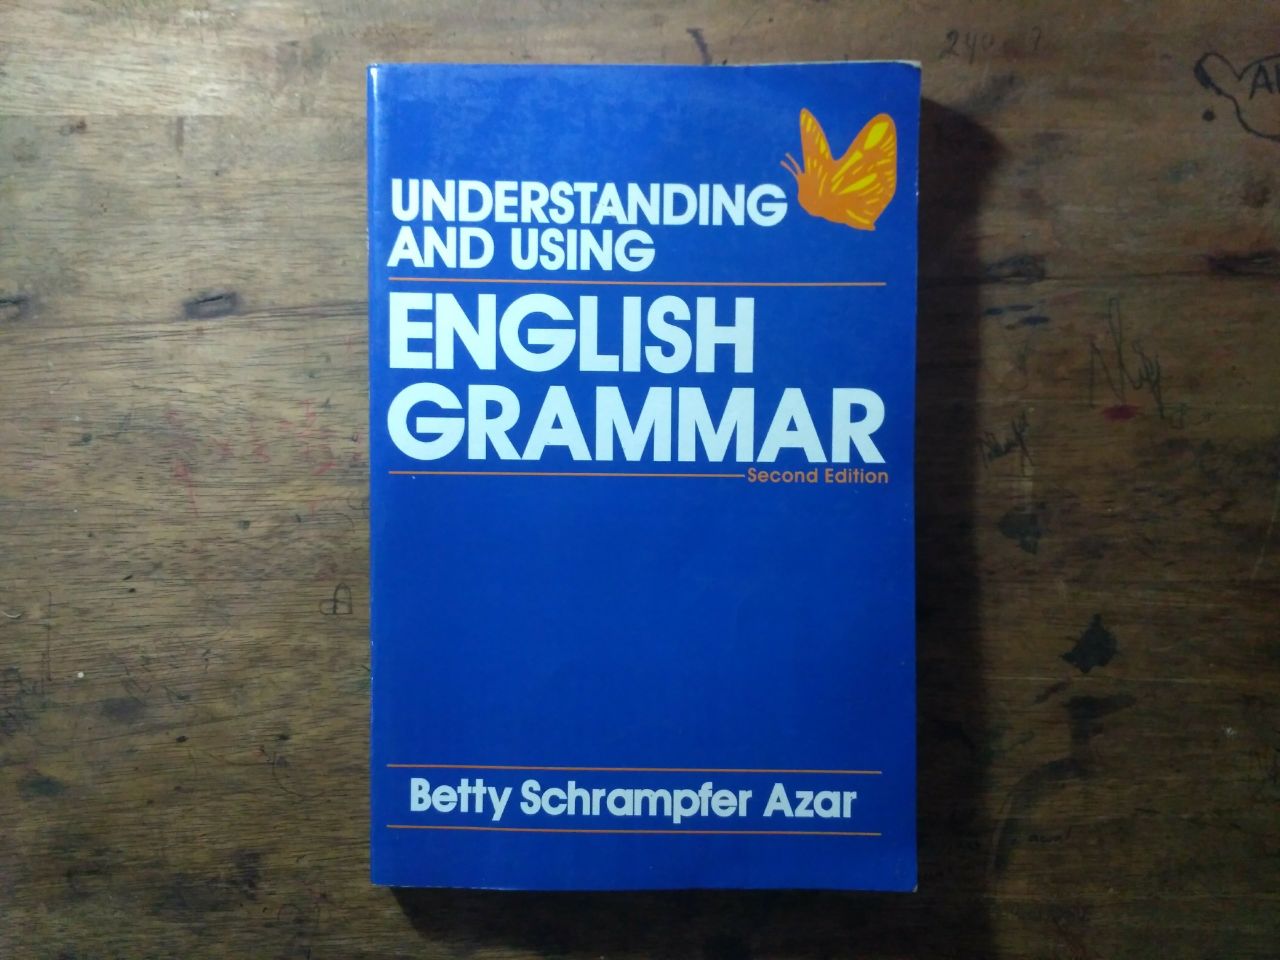 UNDERSTANDING
AND USING
ENGLISH
GRAMMAR
Second Edition
Betty Schrampfer Azar